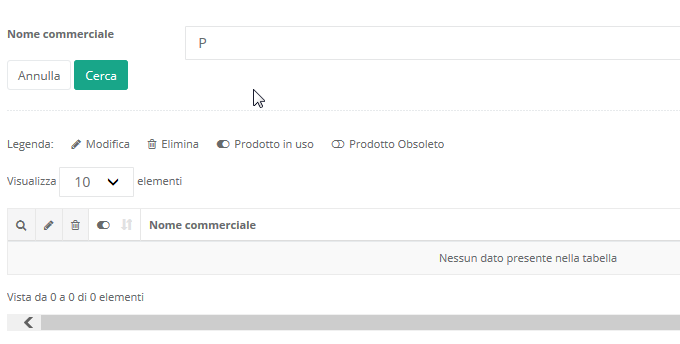 Nome commerciale
P
Annulla Cerca
Legenda: Modifica Elimina Prodotto in uso Prodotto Obsoleto
Visualizza 10 elementi
Nome commerciale
Nessun dato presente nella tabella
Vista da 0 a 0 di 0 elementi